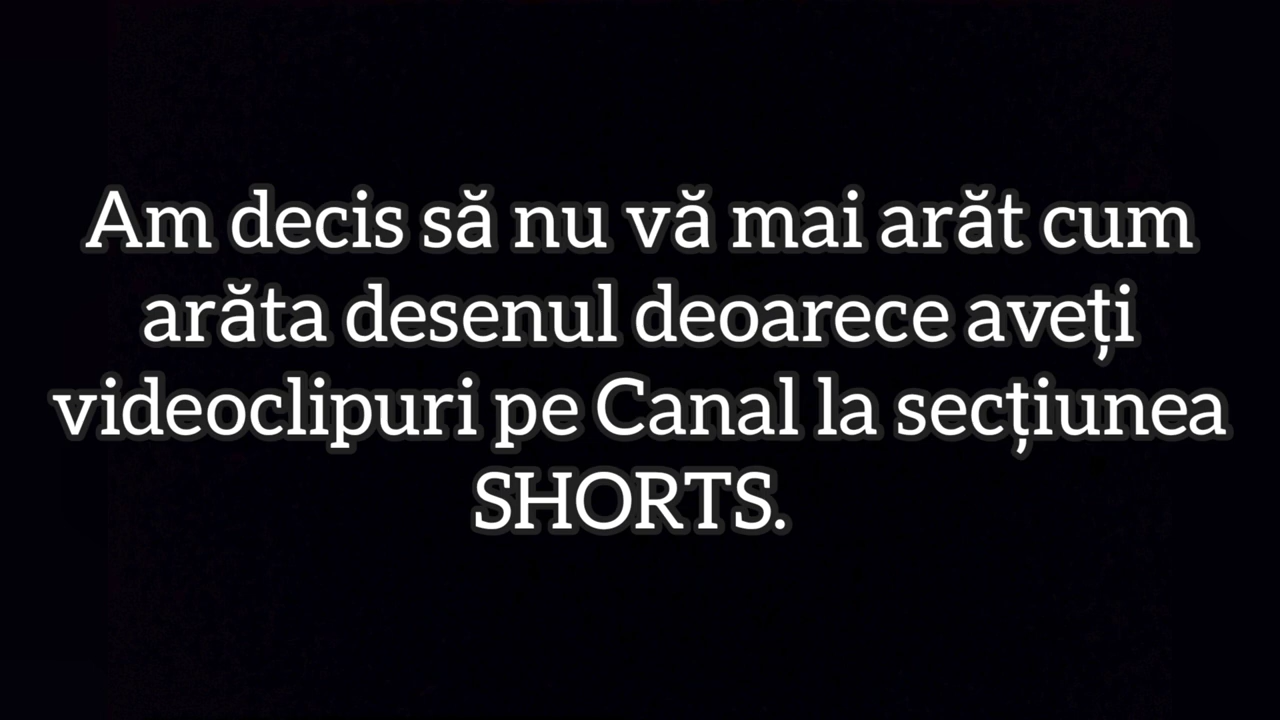 Am decis să nu vă mai arăt cum
arăta desenul deoarece aveți
videoclipuri pe Canal la secțiunea
SHORTS.